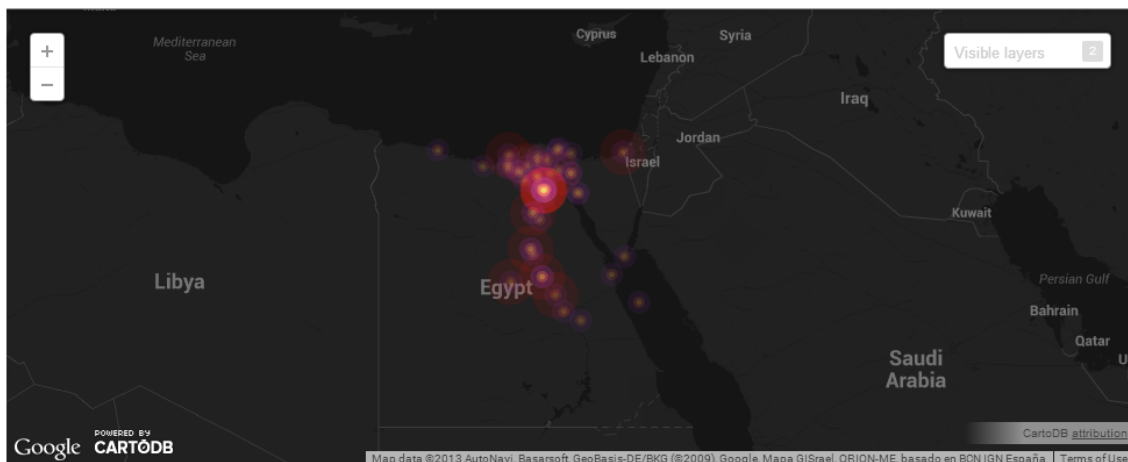 Mediterranean
Sea
Cyprus
Syria
Lebanon
+
−
Visible layers 2
Iraq
Jordan
Israel
Kuwait
Libya
Egypt
Persian Gulf
Bahrain
Qatar
U
Saudi
Arabia
Google
POWERED BY
CARTODB
CartoDB attribution
Map data ©2013 AutoNavi, Basarsoft, GeoBasis-DE/BKG (©2009), Google, Mapa GISrael, ORION-ME, basado en BCN IGN España
Terms of Use